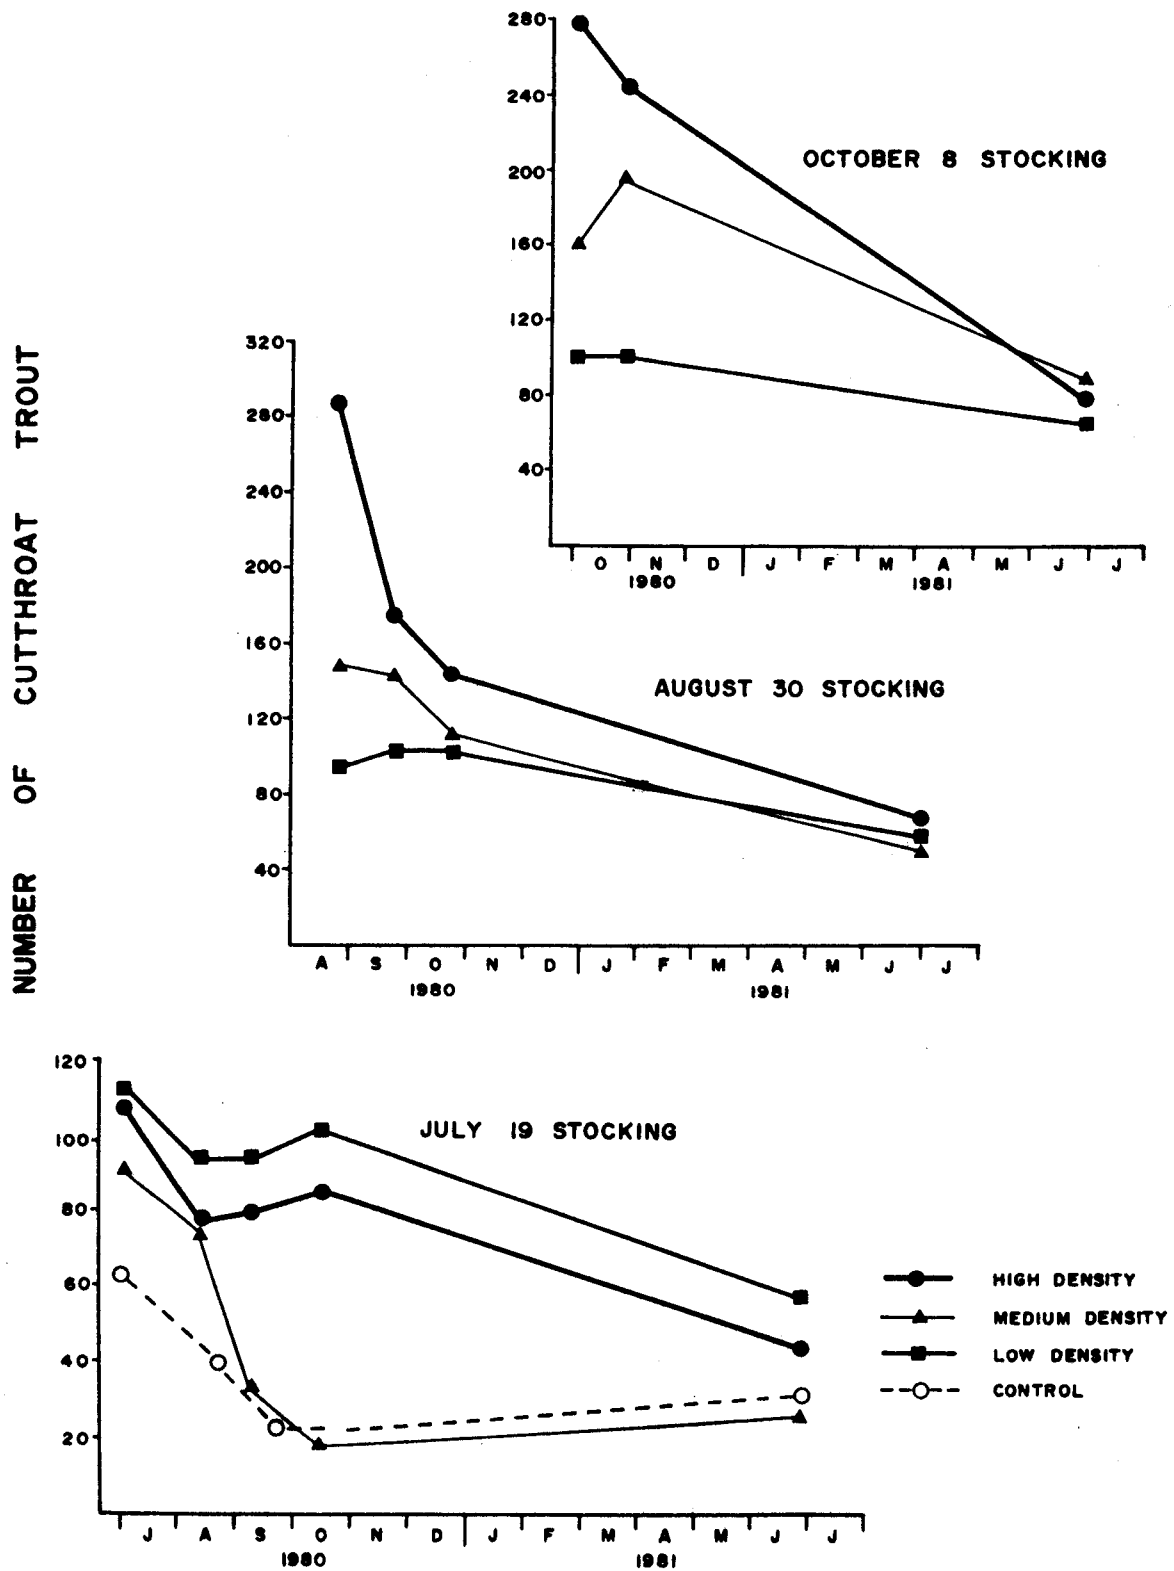 NUMBER OF CUTTHROAT TROUT
280
240
200
160
120
80
40
OCTOBER 8 STOCKING
O N D J F M A M J J
1980 1981
320
280
240
200
160
120
80
40
AUGUST 30 STOCKING
A S O N D J F M A M J J
1980 1981
120
100
80
60
40
20
JULY 19 STOCKING
HIGH DENSITY
MEDIUM DENSITY
LOW DENSITY
CONTROL
J A S O N D J F M A M J J
1980 1981